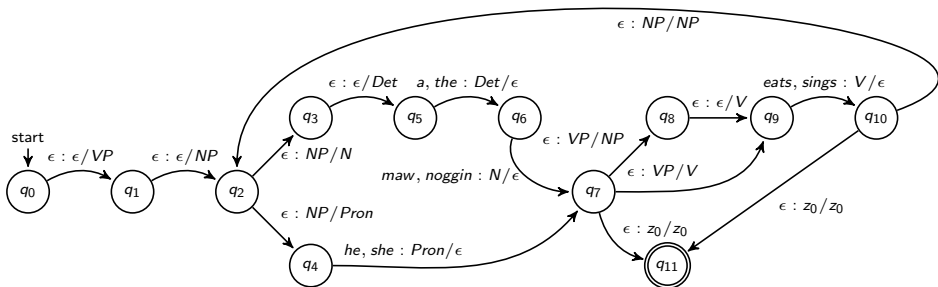 ϵ : NP/NP
ϵ : ϵ/Det
a, the : Det/ϵ
eats, sings : V/ϵ
start
q3
q5
q6
q8
ϵ : ϵ/V
q9
q10
ϵ : ϵ/VP
ϵ : ϵ/NP
ϵ : NP/N
ϵ : VP/NP
maw, noggin : N/ϵ
ϵ : VP/V
q0
q1
q2
q7
ϵ : NP/Pron
ϵ : z0/z0
ϵ : z0/z0
he, she : Pron/ϵ
q4
q11